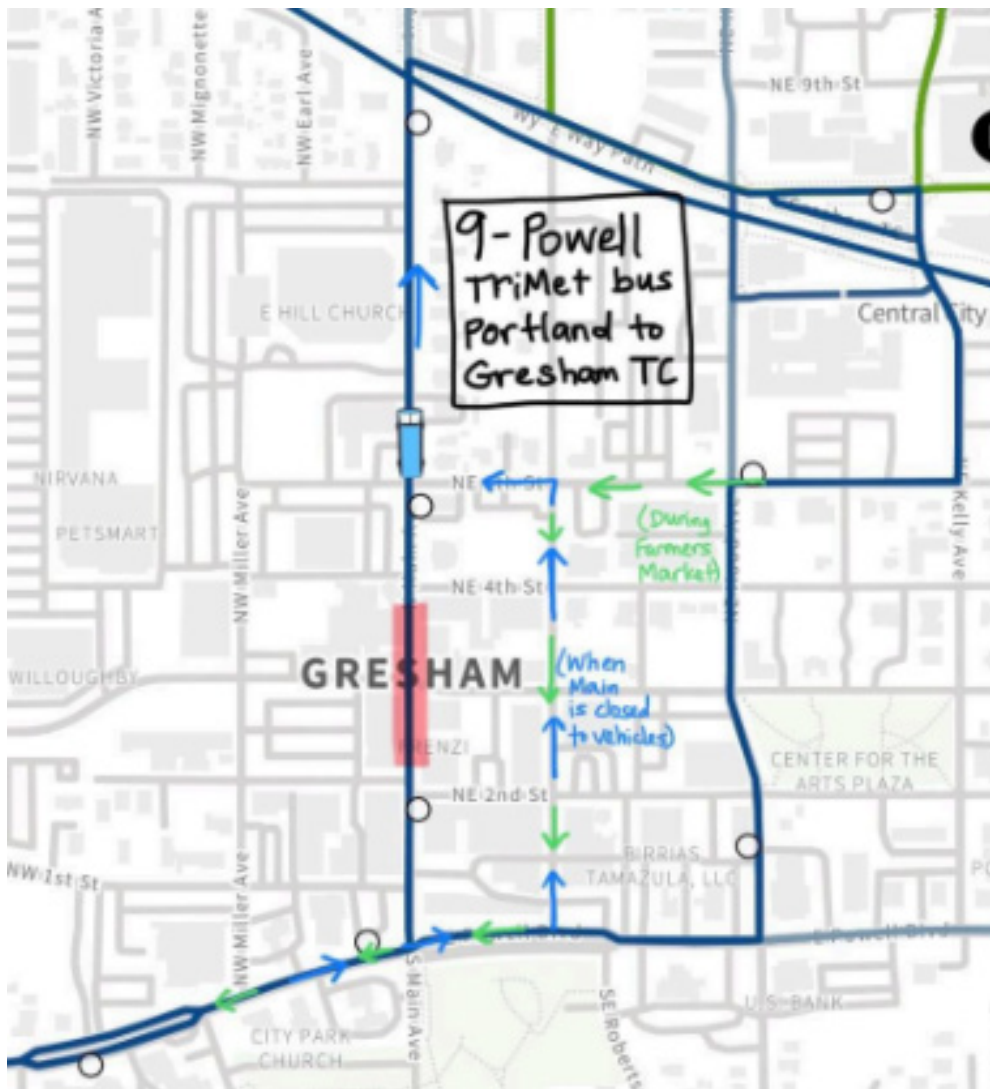 NW Victoria A
NW Mignonette
NW Earl Ave
NE 9th St
Wy'E Way Path
9-Powell
TriMet bus
Portland to
Gresham TC
E HILL CHURCH
Central City
NIRVANA
PETSMART
NW Miller Ave
(During
Farmers
Market)
Kelly Ave
NE 4th St
WILLOUGHBY
GRESHAM
(When
Main
is closed
to vehicles)
FRENZI
CENTER FOR THE
ARTS PLAZA
NE 2nd St
BIRRIAS
TAMAZULA, LLC
NW 1st St
NW Miller Ave
E Powell Blvd
S Main Ave
SE Roberts
U.S. BANK
CITY PARK
CHURCH